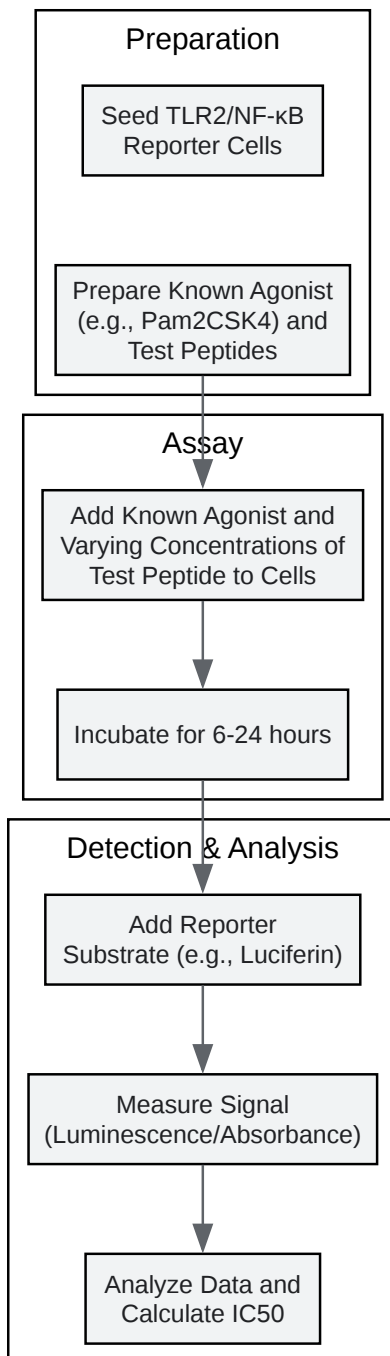 Preparation
Seed TLR2/NF-κB
Reporter Cells
Prepare Known Agonist
(e.g., Pam2CSK4) and
Test Peptides
Assay
Add Known Agonist and
Varying Concentrations of
Test Peptide to Cells
Incubate for 6-24 hours
Detection & Analysis
Add Reporter
Substrate (e.g., Luciferin)
Measure Signal
(Luminescence/Absorbance)
Analyze Data and
Calculate IC50